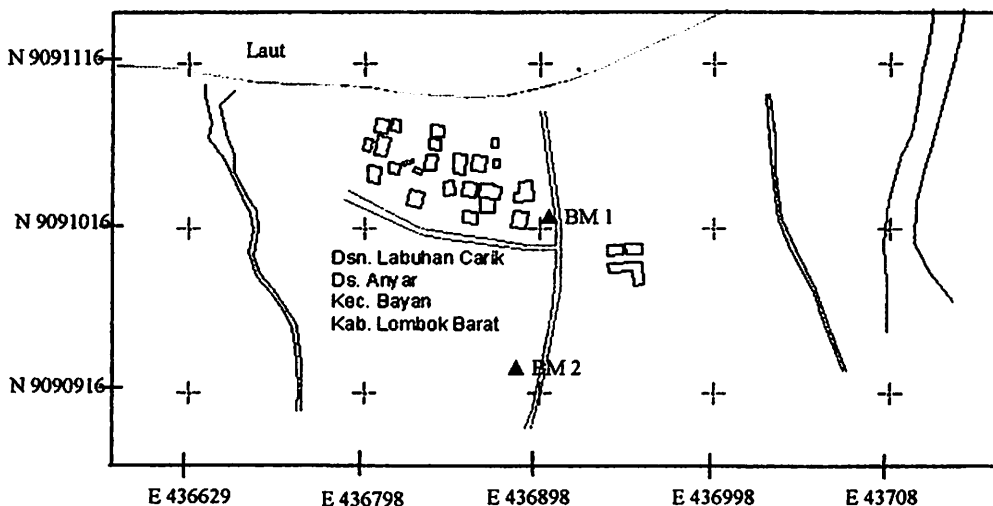 N 9091116
Laut
N 9091016
BM 1
Dsn. Labuhan Carik
Ds. Anyar
Kec. Bayan
Kab. Lombok Barat
BM 2
N 9090916
E 436629
E 436798
E 436898
E 436998
E 43708